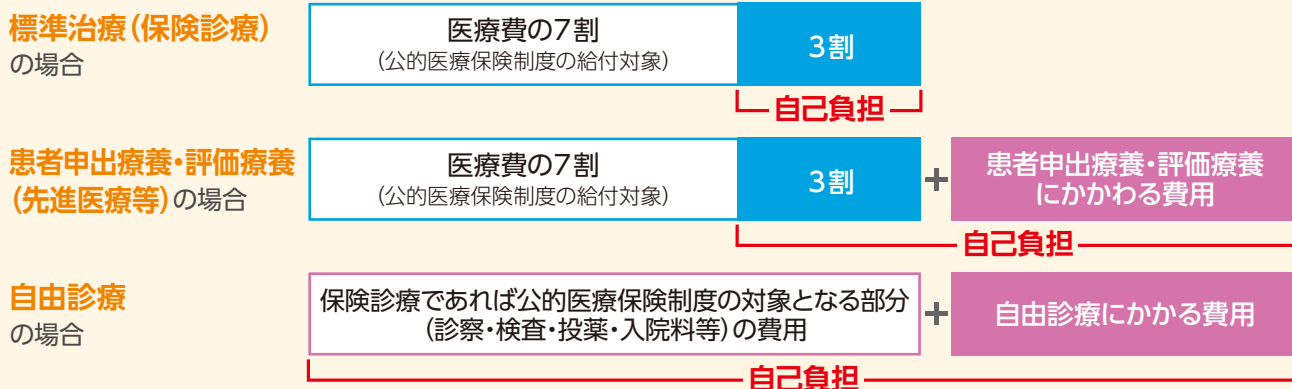 標準治療(保険診療)
の場合
医療費の7割
(公的医療保険制度の給付対象)
3割
自己負担
患者申出療養・評価療養
(先進医療等)の場合
医療費の7割
(公的医療保険制度の給付対象)
3割
+
患者申出療養・評価療養
にかかわる費用
自己負担
自由診療
の場合
保険診療であれば公的医療保険制度の対象となる部分
(診察・検査・投薬・入院料等)の費用
+
自由診療にかかる費用
自己負担